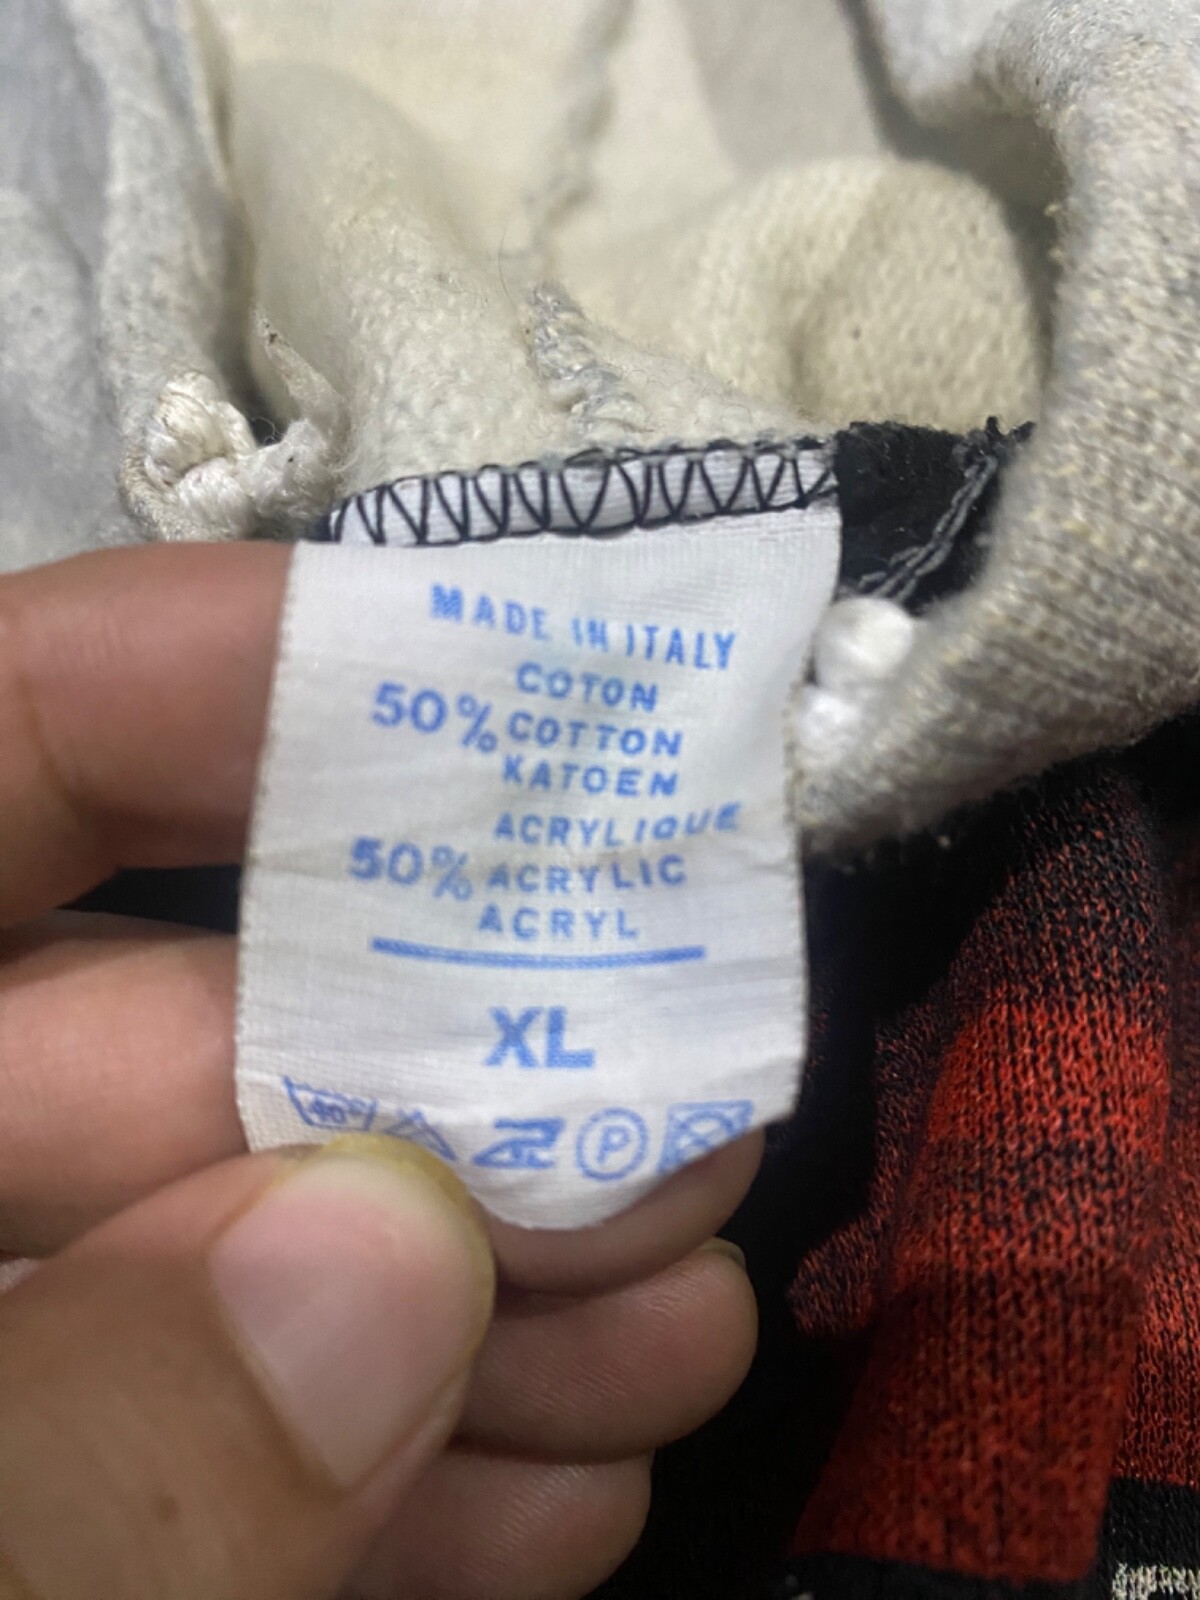 MADE IN ITALY
COTON
50% COTTON
KATOEN
ACRYLIQUE
50% ACRYLIC
ACRYL
XL
40° P